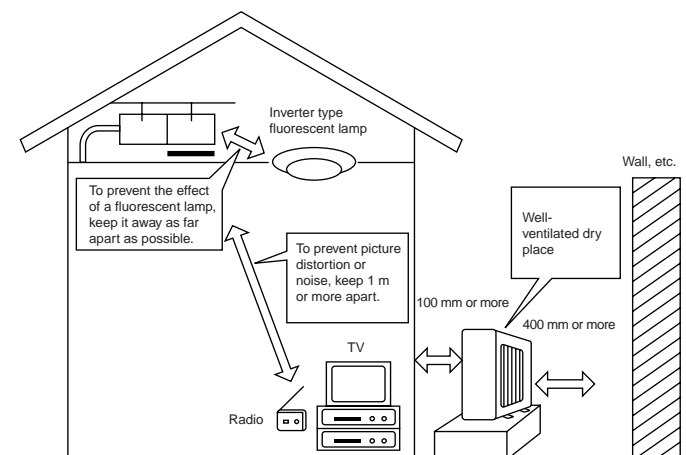 Inverter type
fluorescent lamp
Wall, etc.
To prevent the effect
of a fluorescent lamp,
keep it away as far
apart as possible.
Well-
ventilated dry
place
To prevent picture
distortion or
noise, keep 1 m
or more apart.
100 mm or more
400 mm or more
TV
Radio